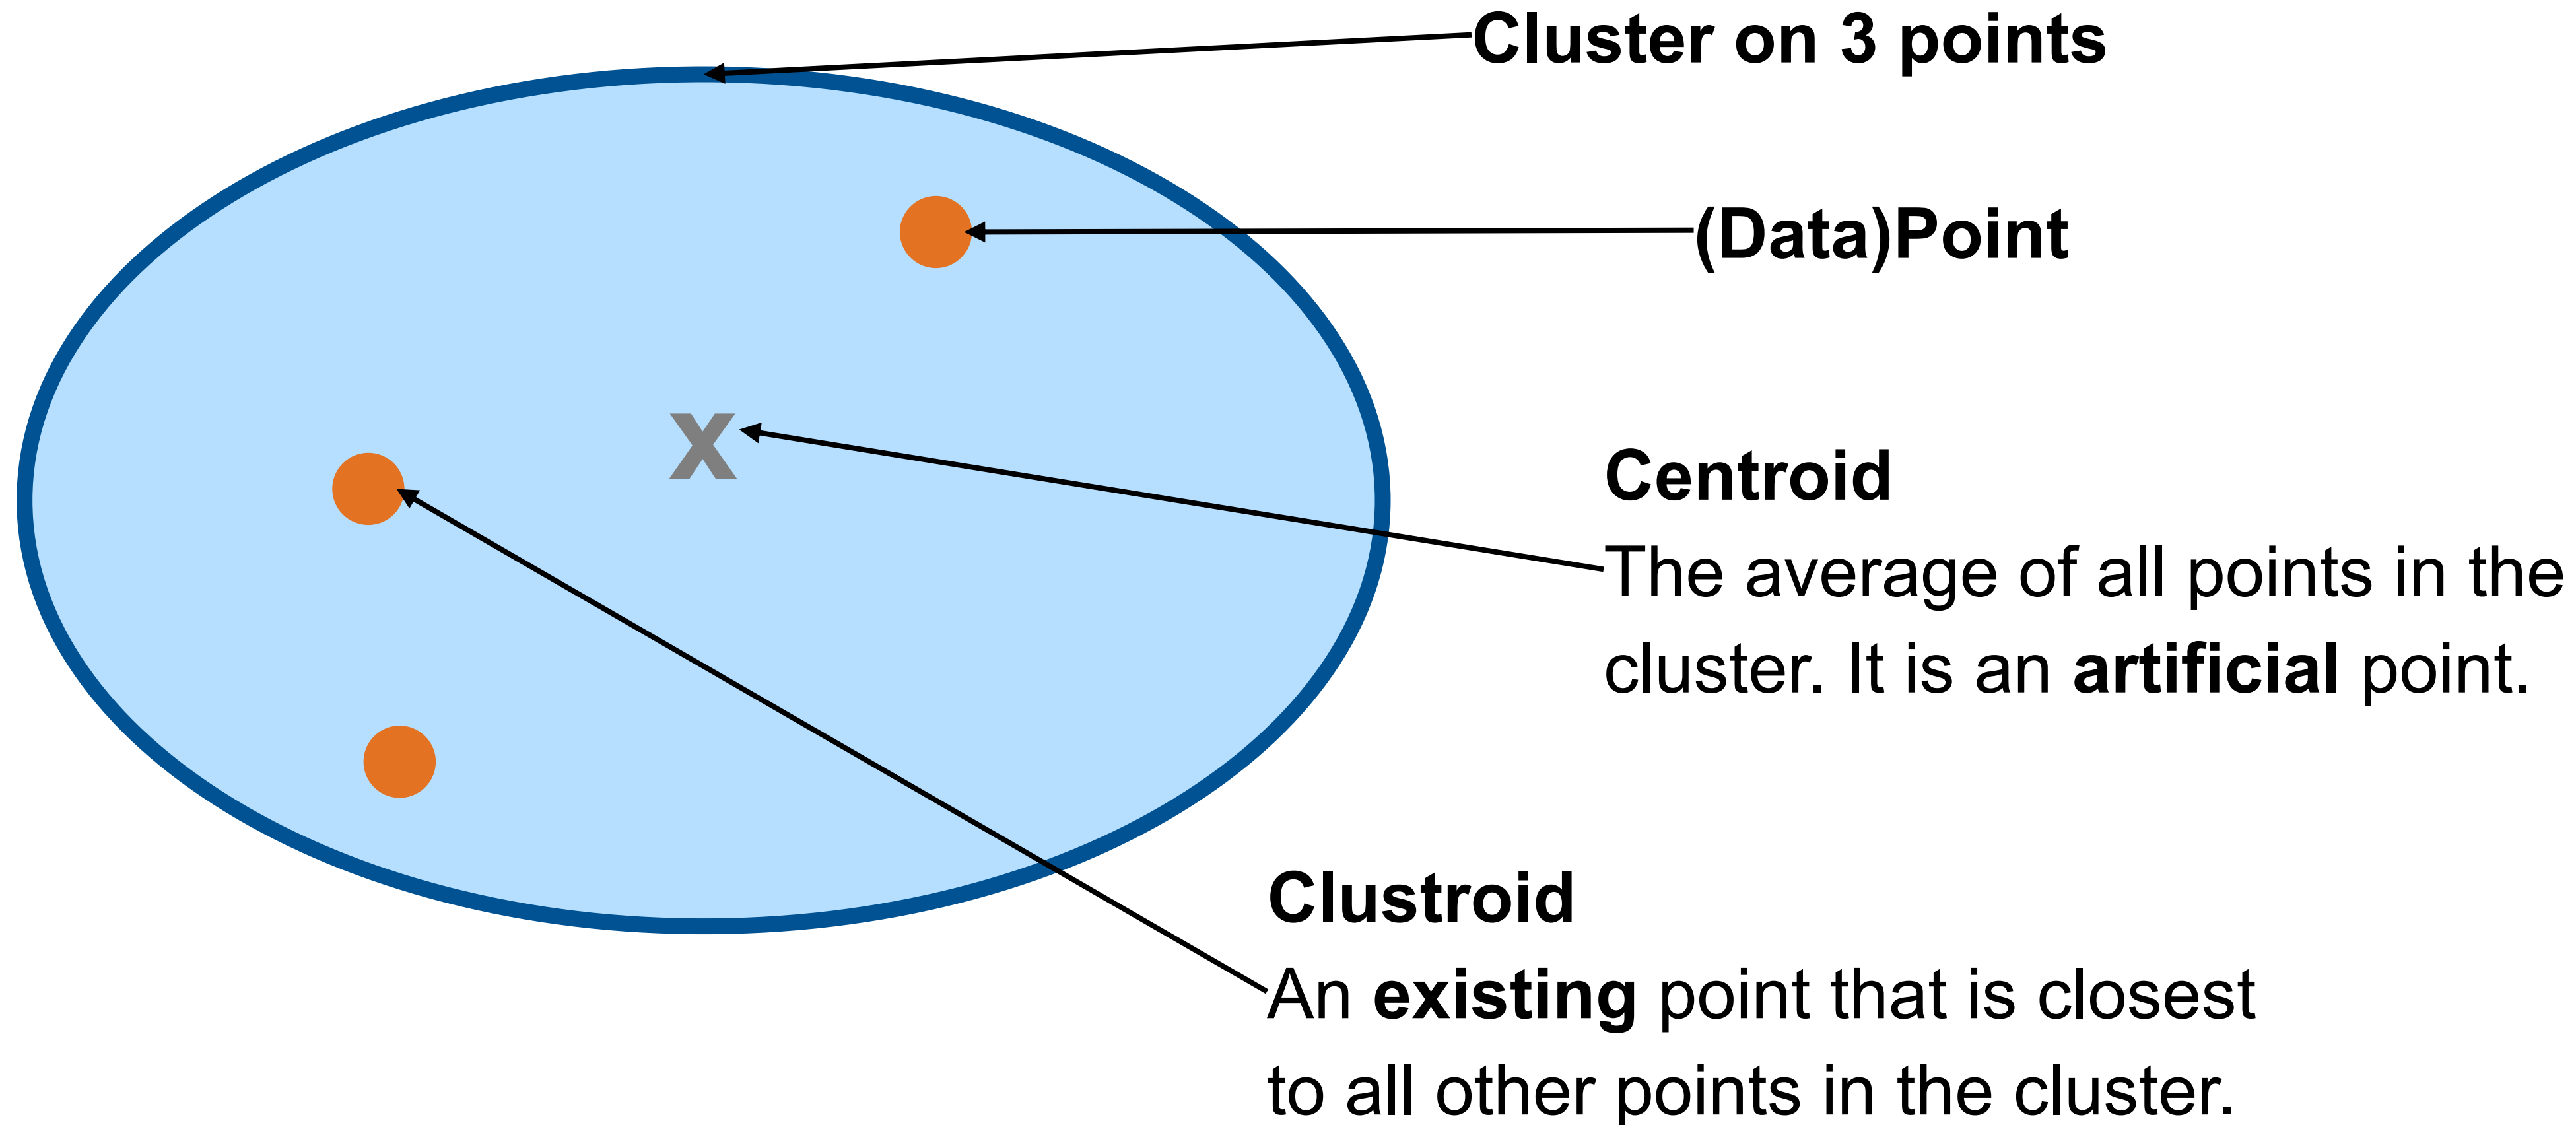 Cluster on 3 points
(Data)Point
x
Centroid
The average of all points in the
cluster. It is an artificial point.
Clustroid
An existing point that is closest
to all other points in the cluster.